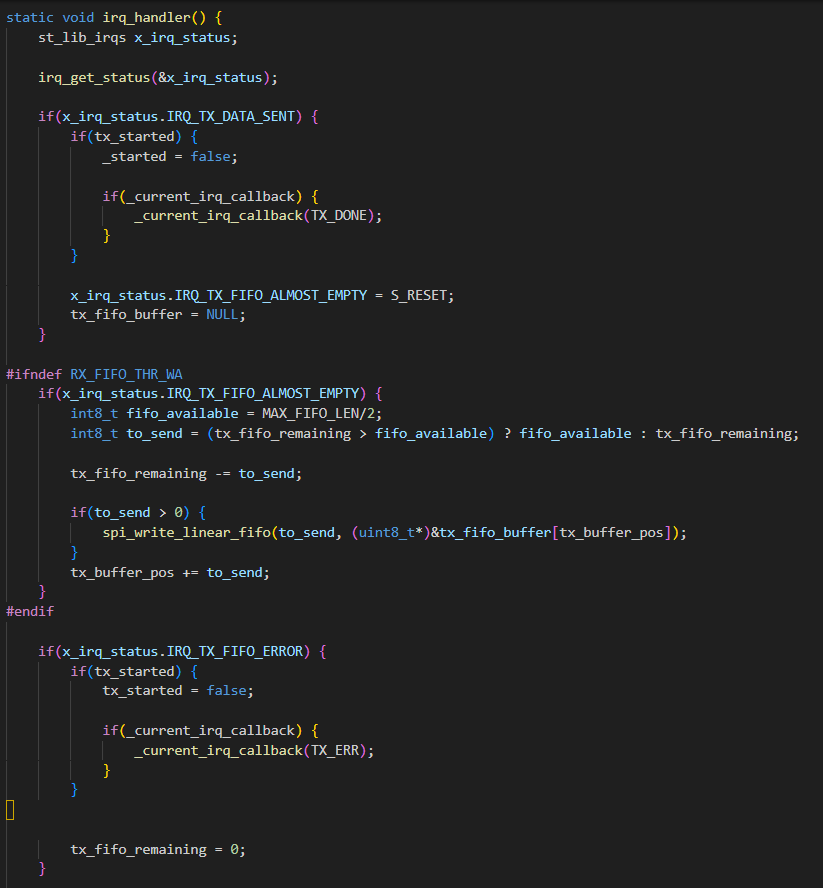 static void irq_handler() {
    st_lib_irqs x_irq_status;

    irq_get_status(&x_irq_status);

    if(x_irq_status.IRQ_TX_DATA_SENT) {
        if(tx_started) {
            _started = false;

            if(_current_irq_callback) {
                _current_irq_callback(TX_DONE);
            }
        }

        x_irq_status.IRQ_TX_FIFO_ALMOST_EMPTY = S_RESET;
        tx_fifo_buffer = NULL;
    }

#ifndef RX_FIFO_THR_WA
    if(x_irq_status.IRQ_TX_FIFO_ALMOST_EMPTY) {
        int8_t fifo_available = MAX_FIFO_LEN/2;
        int8_t to_send = (tx_fifo_remaining > fifo_available) ? fifo_available : tx_fifo_remaining;

        tx_fifo_remaining -= to_send;

        if(to_send > 0) {
            spi_write_linear_fifo(to_send, (uint8_t*)&tx_fifo_buffer[tx_buffer_pos]);
        }
        tx_buffer_pos += to_send;
    }
#endif

    if(x_irq_status.IRQ_TX_FIFO_ERROR) {
        if(tx_started) {
            tx_started = false;

            if(_current_irq_callback) {
                _current_irq_callback(TX_ERR);
            }
        }

        tx_fifo_remaining = 0;
    }